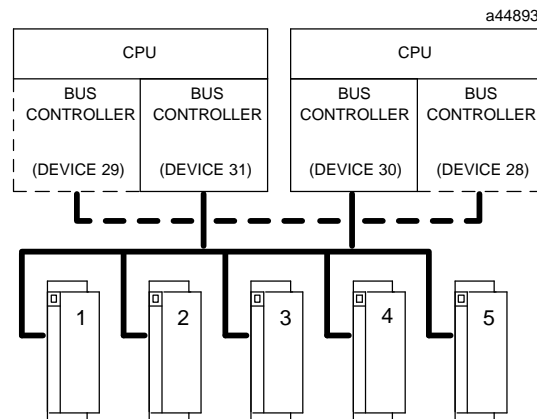 a44893
CPU
CPU
BUS
CONTROLLER
(DEVICE 29)
BUS
CONTROLLER
(DEVICE 31)
BUS
CONTROLLER
(DEVICE 30)
BUS
CONTROLLER
(DEVICE 28)
1
2
3
4
5